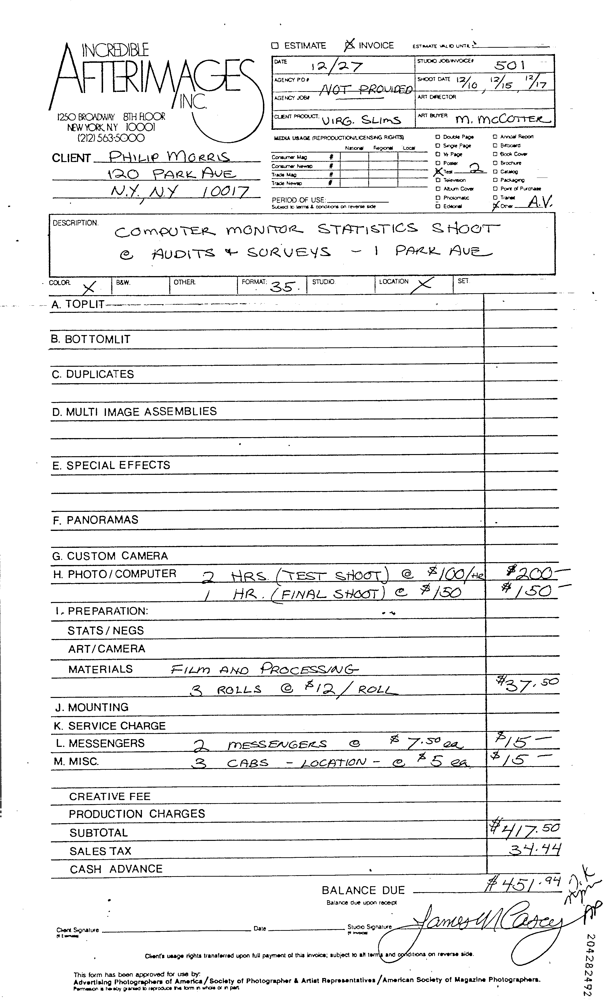 INCREDIBLE
AFTERIMAGES
INC.
1250 BROADWAY 8TH FLOOR
NEW YORK, N.Y. 10001
(212) 563-5000
ESTIMATE X INVOICE ESTIMATE VALID UNTIL
DATE 12/27 STUDIO JOB/INVOICE# 501
AGENCY PO# NOT PROVIDED SHOOT DATE 12/10 12/15 12/17
AGENCY JOB# ART DIRECTOR
CLIENT PRODUCT: VIRG. SLIMS ART BUYER M. MCCOTTER
CLIENT PHILIP MORRIS
120 PARK AVE
N.Y., NY 10017
MEDIA USAGE (REPRODUCTION/LICENSING RIGHTS)
National Regional Local
Consumer Mag #
Consumer Newsp #
Trade Mag #
Trade Newsp #
PERIOD OF USE:
Subject to terms & conditions on reverse side
Double Page Annual Report
Single Page Billboard
½ Page Book Cover
Poster Brochure
X Test 2 Catalog
Television Packaging
Album Cover Point of Purchase
Photomatic Transit
Editorial X Other A.V.
DESCRIPTION:
COMPUTER MONITOR STATISTICS SHOOT
@ AUDITS & SURVEYS - 1 PARK AVE
COLOR X B&W. OTHER. FORMAT: 35. STUDIO LOCATION X SET
A. TOPLIT
B. BOTTOMLIT
C. DUPLICATES
D. MULTI IMAGE ASSEMBLIES
E. SPECIAL EFFECTS
F. PANORAMAS
G. CUSTOM CAMERA
H. PHOTO/COMPUTER 2 HRS. (TEST SHOOT) @ $100/HR $200-
1 HR. (FINAL SHOOT) @ $150 $150-
I. PREPARATION:
STATS/NEGS
ART/CAMERA
MATERIALS FILM AND PROCESSING
3 ROLLS @ $12/ROLL $37.50
J. MOUNTING
K. SERVICE CHARGE
L. MESSENGERS 2 MESSENGERS @ $7.50 ea $15-
M. MISC. 3 CABS - LOCATION - @ $5 ea $15-
CREATIVE FEE
PRODUCTION CHARGES
SUBTOTAL $417.50
SALES TAX 34.44
CASH ADVANCE
BALANCE DUE $451.94
Balance due upon receipt
Client Signature Date Studio Signature James M Casey
If Estimate If Invoice
Client's usage rights transferred upon full payment of this invoice; subject to all terms and conditions on reverse side.
This form has been approved for use by:
Advertising Photographers of America/Society of Photographer & Artist Representatives/American Society of Magazine Photographers.
Permission is hereby granted to reproduce the form in whole or in part
204282492